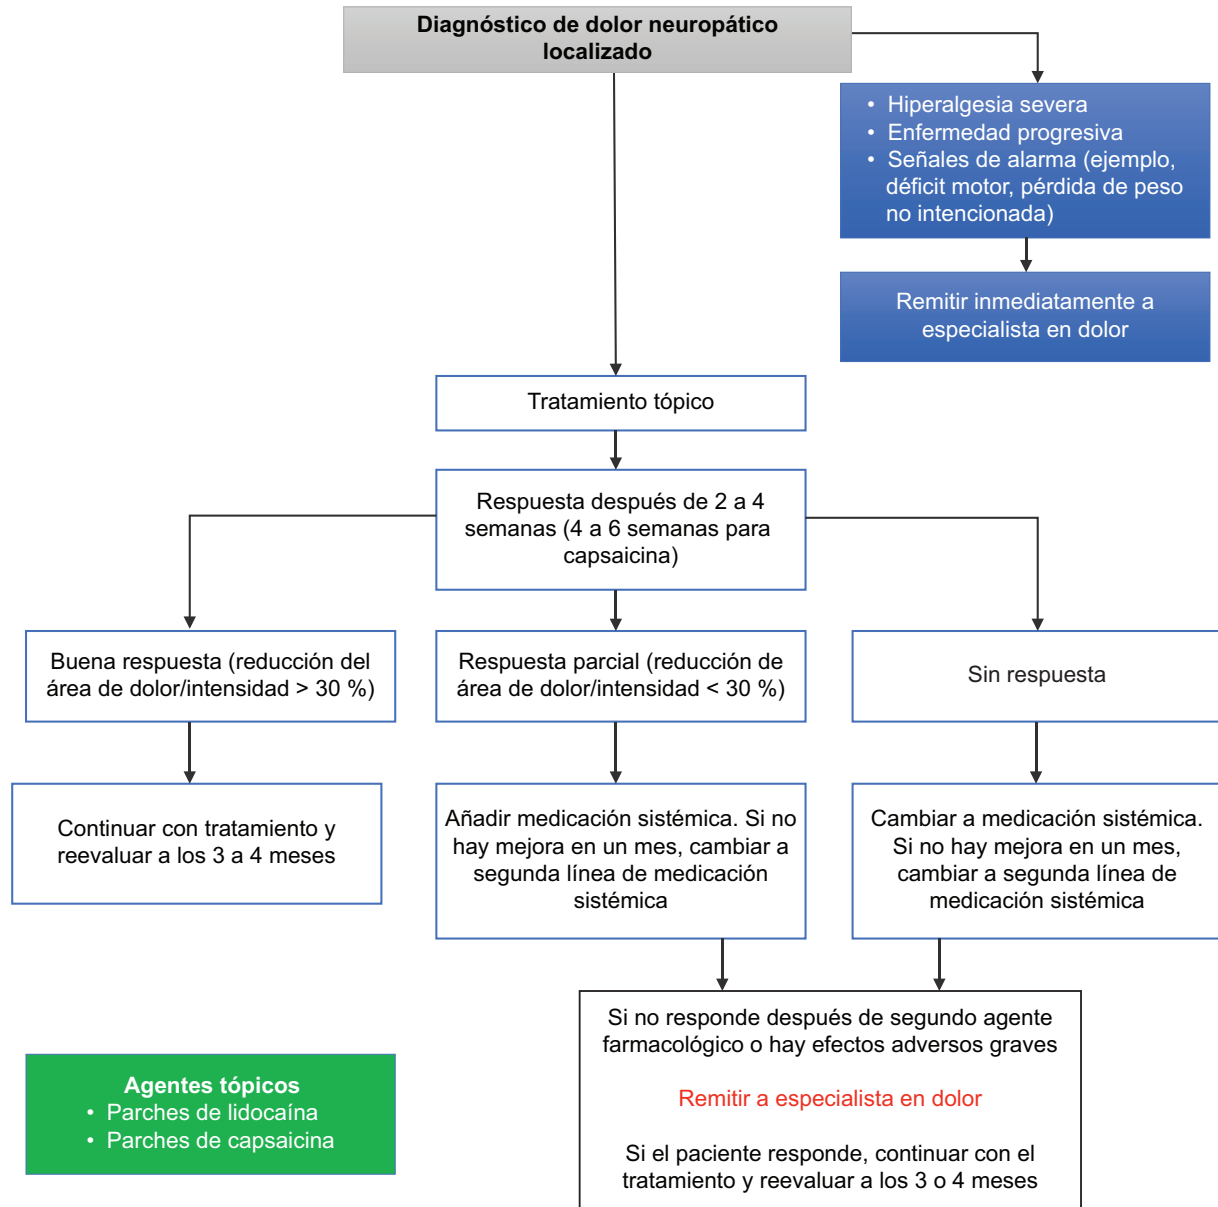 Diagnóstico de dolor neuropático
localizado
• Hiperalgesia severa
• Enfermedad progresiva
• Señales de alarma (ejemplo,
déficit motor, pérdida de peso
no intencionada)
Remitir inmediatamente a
especialista en dolor
Tratamiento tópico
Respuesta después de 2 a 4
semanas (4 a 6 semanas para
capsaicina)
Buena respuesta (reducción del
área de dolor/intensidad > 30 %)
Respuesta parcial (reducción de
área de dolor/intensidad < 30 %)
Sin respuesta
Continuar con tratamiento y
reevaluar a los 3 a 4 meses
Añadir medicación sistémica. Si no
hay mejora en un mes, cambiar a
segunda línea de medicación
sistémica
Cambiar a medicación sistémica.
Si no hay mejora en un mes,
cambiar a segunda línea de
medicación sistémica
Si no responde después de segundo agente
farmacológico o hay efectos adversos graves
Remitir a especialista en dolor
Si el paciente responde, continuar con el
tratamiento y reevaluar a los 3 o 4 meses
Agentes tópicos
• Parches de lidocaína
• Parches de capsaicina